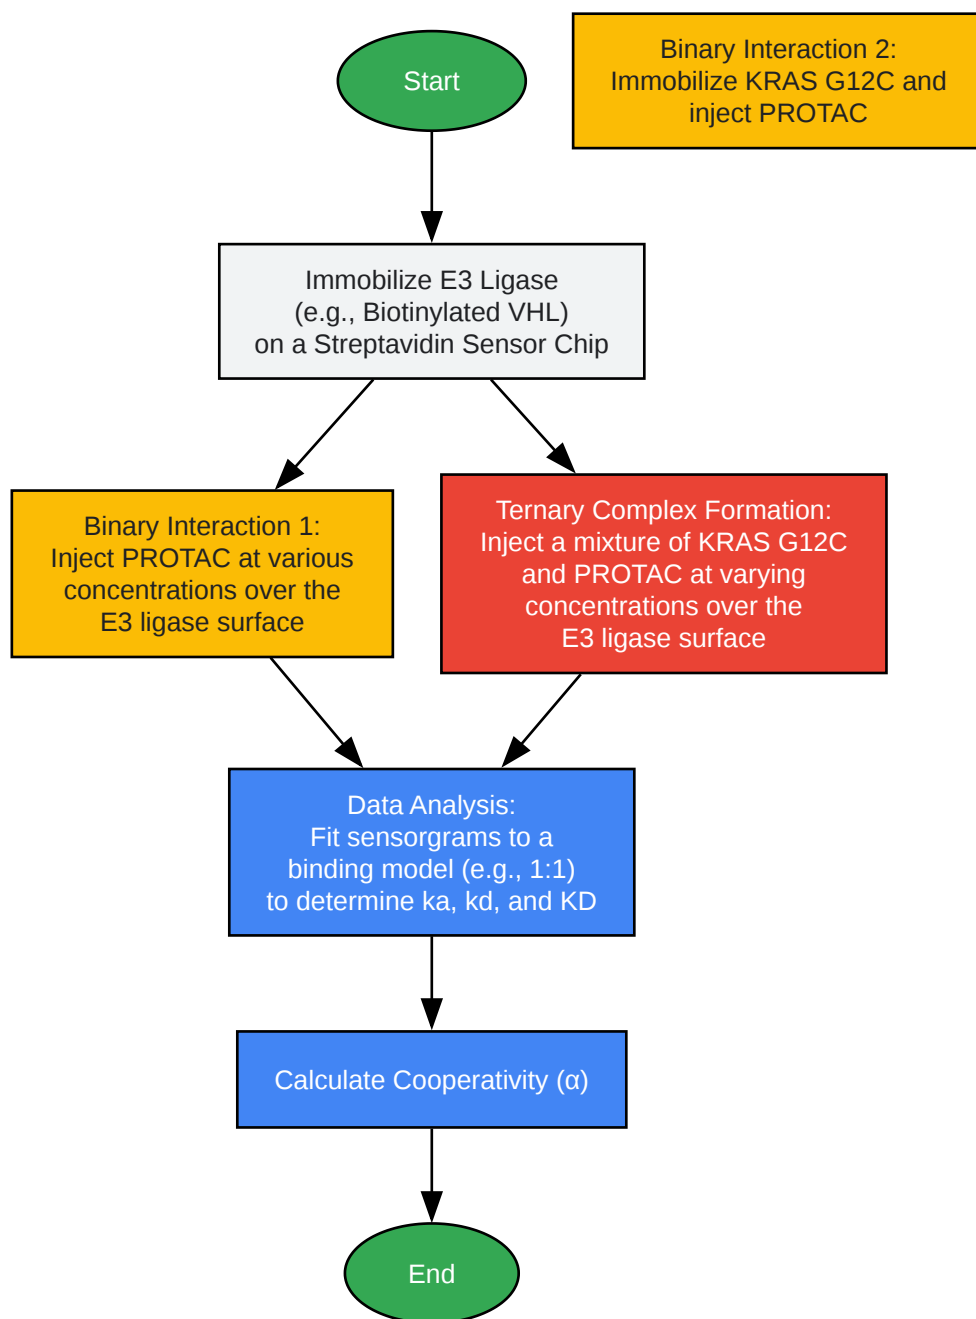 Start
Binary Interaction 2:
Immobilize KRAS G12C and
inject PROTAC
Immobilize E3 Ligase
(e.g., Biotinylated VHL)
on a Streptavidin Sensor Chip
Binary Interaction 1:
Inject PROTAC at various
concentrations over the
E3 ligase surface
Ternary Complex Formation:
Inject a mixture of KRAS G12C
and PROTAC at varying
concentrations over the
E3 ligase surface
Data Analysis:
Fit sensorgrams to a
binding model (e.g., 1:1)
to determine ka, kd, and KD
Calculate Cooperativity (α)
End